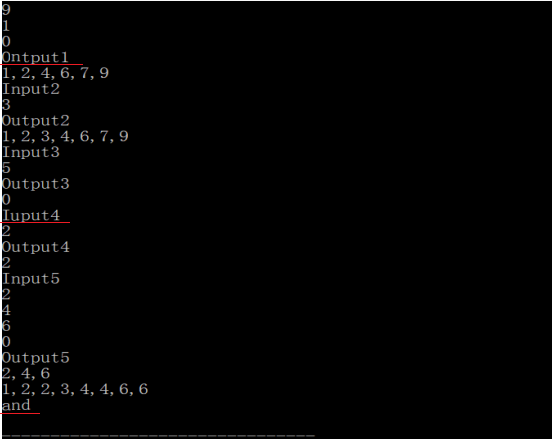 9
1
0
Ontput1
1,2,4,6,7,9
Input2
3
Output2
1,2,3,4,6,7,9
Input3
5
Output3
0
Iuput4
2
Output4
2
Input5
2
4
6
0
Output5
2,4,6
1,2,2,3,4,4,6,6
and
--------------------------------